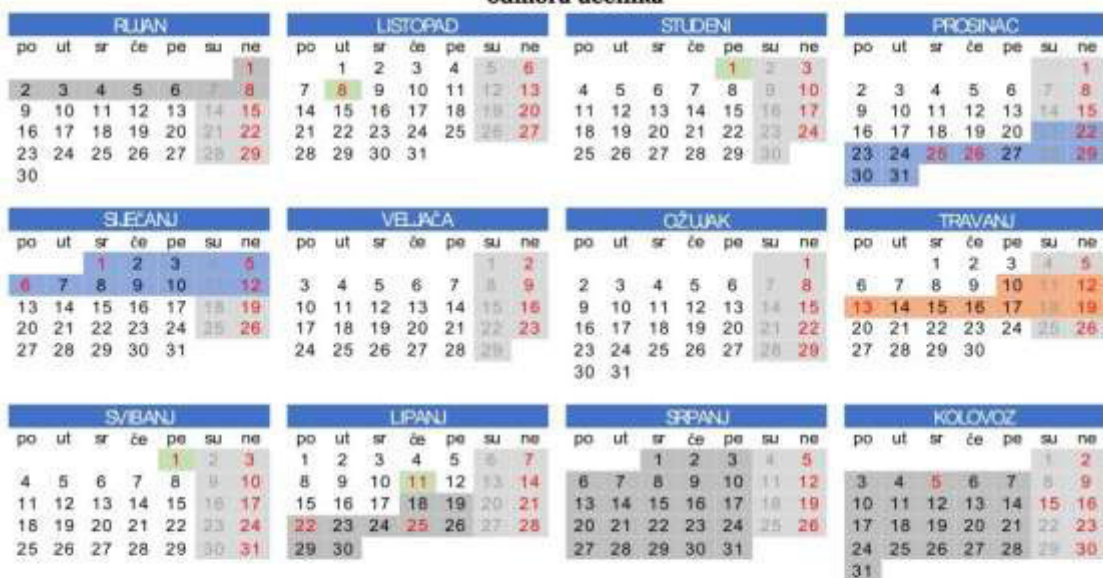 odmora učenika
RUJAN
po ut sr če pe su ne
1
2 3 4 5 6 7 8
9 10 11 12 13 14 15
16 17 18 19 20 21 22
23 24 25 26 27 28 29
30
LISTOPAD
po ut sr če pe su ne
1 2 3 4 5 6
7 8 9 10 11 12 13
14 15 16 17 18 19 20
21 22 23 24 25 26 27
28 29 30 31
STUDENI
po ut sr če pe su ne
1 2 3
4 5 6 7 8 9 10
11 12 13 14 15 16 17
18 19 20 21 22 23 24
25 26 27 28 29 30
PROSINAC
po ut sr če pe su ne
1
2 3 4 5 6 7 8
9 10 11 12 13 14 15
16 17 18 19 20 21 22
23 24 25 26 27 28 29
30 31
SIJEČANJ
po ut sr če pe su ne
1 2 3 4 5
6 7 8 9 10 11 12
13 14 15 16 17 18 19
20 21 22 23 24 25 26
27 28 29 30 31
VELJAČA
po ut sr če pe su ne
1 2
3 4 5 6 7 8 9
10 11 12 13 14 15 16
17 18 19 20 21 22 23
24 25 26 27 28 29
OŽUJAK
po ut sr če pe su ne
1
2 3 4 5 6 7 8
9 10 11 12 13 14 15
16 17 18 19 20 21 22
23 24 25 26 27 28 29
30 31
TRAVANJ
po ut sr če pe su ne
1 2 3 4 5
6 7 8 9 10 11 12
13 14 15 16 17 18 19
20 21 22 23 24 25 26
27 28 29 30
SVIBANJ
po ut sr če pe su ne
1 2 3
4 5 6 7 8 9 10
11 12 13 14 15 16 17
18 19 20 21 22 23 24
25 26 27 28 29 30 31
LIPANJ
po ut sr če pe su ne
1 2 3 4 5 6 7
8 9 10 11 12 13 14
15 16 17 18 19 20 21
22 23 24 25 26 27 28
29 30
SRPANJ
po ut sr če pe su ne
1 2 3 4 5
6 7 8 9 10 11 12
13 14 15 16 17 18 19
20 21 22 23 24 25 26
27 28 29 30 31
KOLOVOZ
po ut sr če pe su ne
1 2
3 4 5 6 7 8 9
10 11 12 13 14 15 16
17 18 19 20 21 22 23
24 25 26 27 28 29 30
31